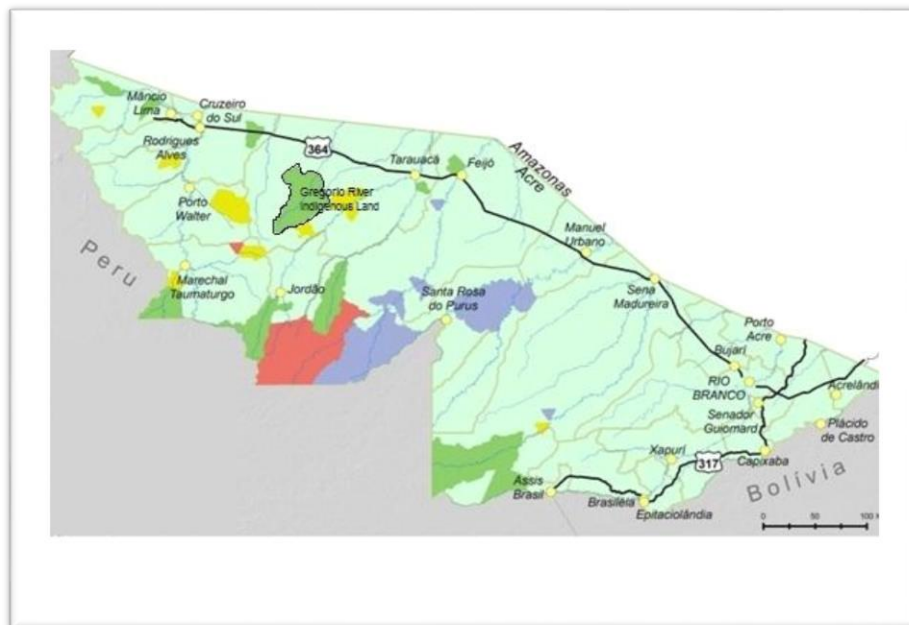 Mâncio
Lima
Cruzeiro
do Sul
Rodrigues
Alves
364
Tarauacá
Feijó
Amazonas
Acre
Gregorio River
Indigenous Land
Porto
Walter
Manuel
Urbano
Peru
Marechal
Taumaturgo
Jordão
Santa Rosa
do Purus
Sena
Madureira
Porto
Acre
Bujari
RIO
BRANCO
Acrelândi
Senador
Guiomard
Plácido
de Castro
Xapuri
317
Capixaba
Assis
Brasil
Brasiléia
Epitaciolândia
Bolívia
0 50 100 K